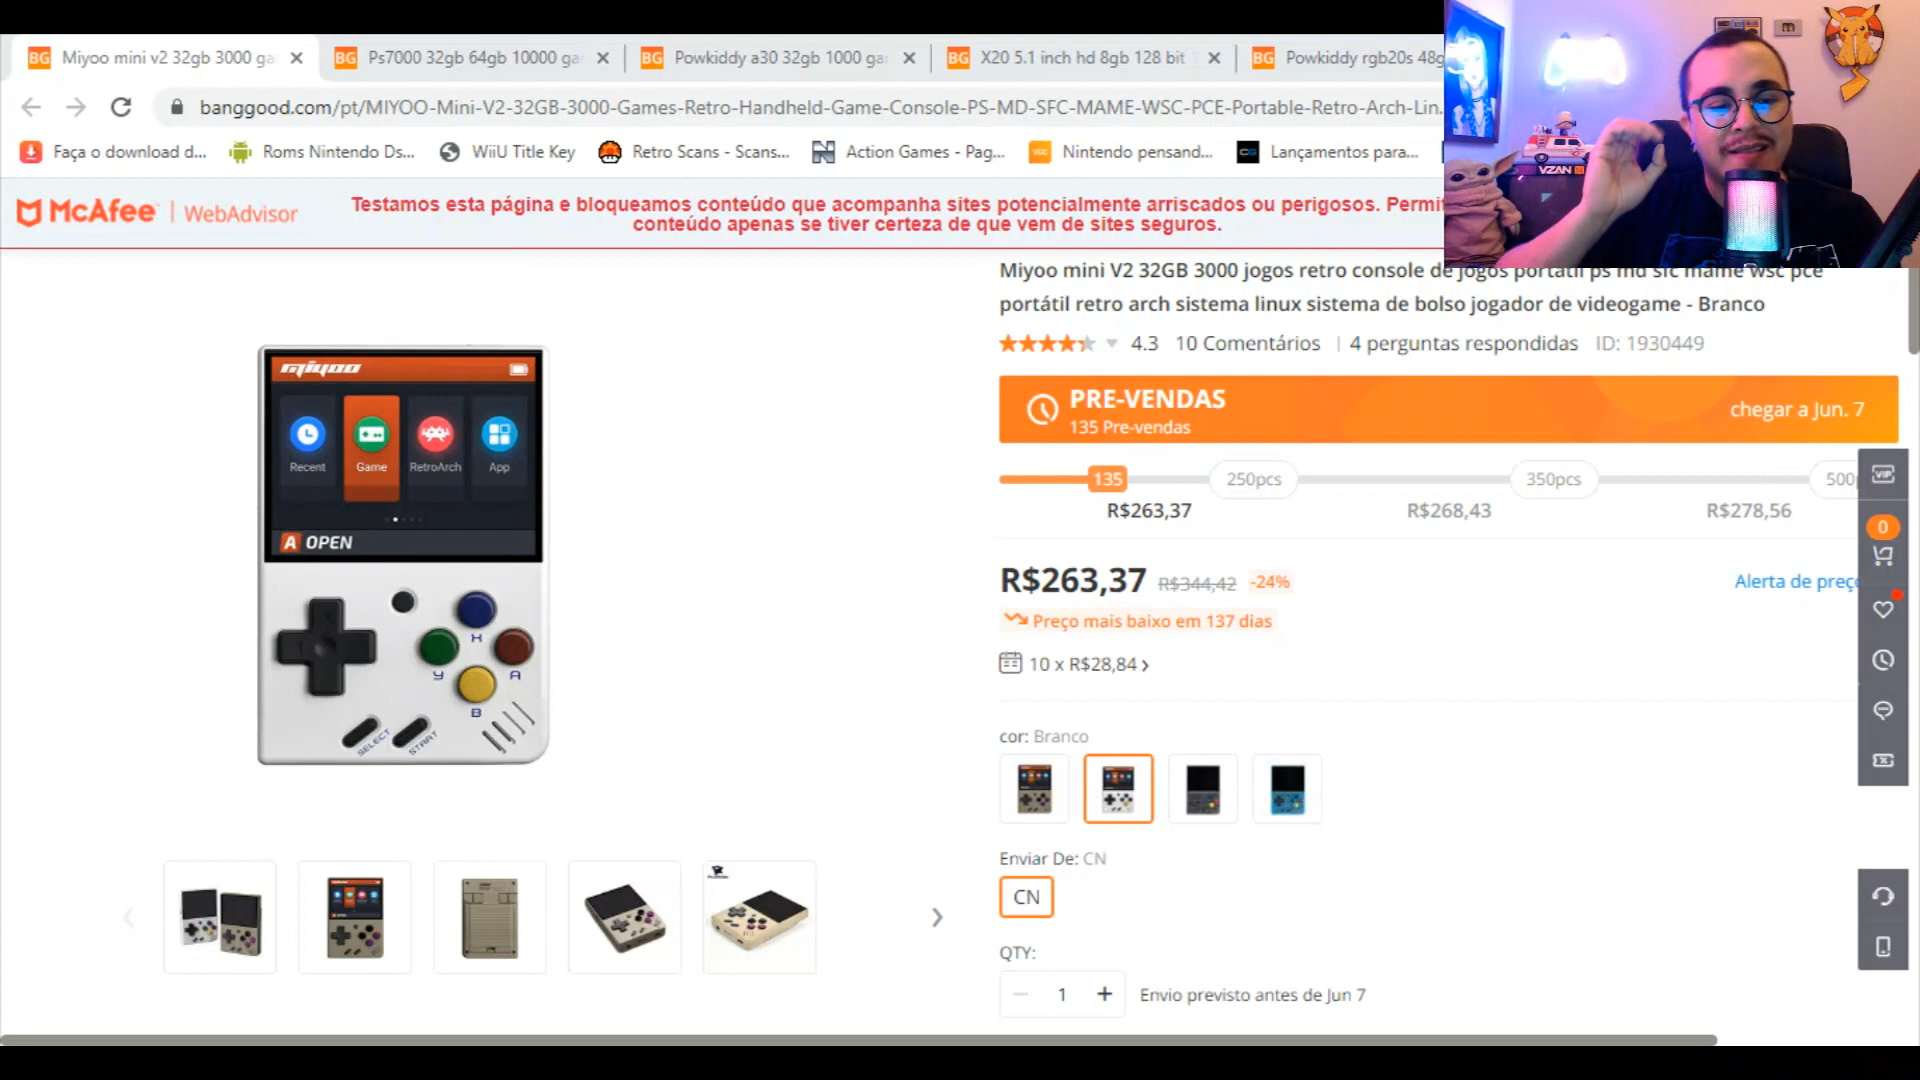 Miyoo mini v2 32gb 3000 ga
Ps7000 32gb 64gb 10000 ga
Powkiddy a30 32gb 1000 ga
X20 5.1 inch hd 8gb 128 bit
Powkiddy rgb20s 48g
banggood.com/pt/MIYOO-Mini-V2-32GB-3000-Games-Retro-Handheld-Game-Console-PS-MD-SFC-MAME-WSC-PCE-Portable-Retro-Arch-Lin...
Faça o download d...
Roms Nintendo Ds...
WiiU Title Key
Retro Scans - Scans...
Action Games - Pag...
Nintendo pensand...
Lançamentos para...
VZAN
McAfee | WebAdvisor
Testamos esta página e bloqueamos conteúdo que acompanha sites potencialmente arriscados ou perigosos. Permi
conteúdo apenas se tiver certeza de que vem de sites seguros.
Miyoo mini V2 32GB 3000 jogos retro console de jogos portátil ps md sfc mame wsc pce
portátil retro arch sistema linux sistema de bolso jogador de videogame - Branco
4.3 10 Comentários | 4 perguntas respondidas ID: 1930449
PRE-VENDAS
135 Pre-vendas
chegar a Jun. 7
135
250pcs
350pcs
500
R$263,37
R$268,43
R$278,56
R$263,37 R$344,42 -24%
Alerta de preç
Preço mais baixo em 137 dias
10 x R$28,84
cor: Branco
Enviar De: CN
CN
QTY:
1
Envio previsto antes de Jun 7
VIP
0
miyoo
Recent
Game
RetroArch
App
A OPEN
X
Y
A
B
SELECT
START